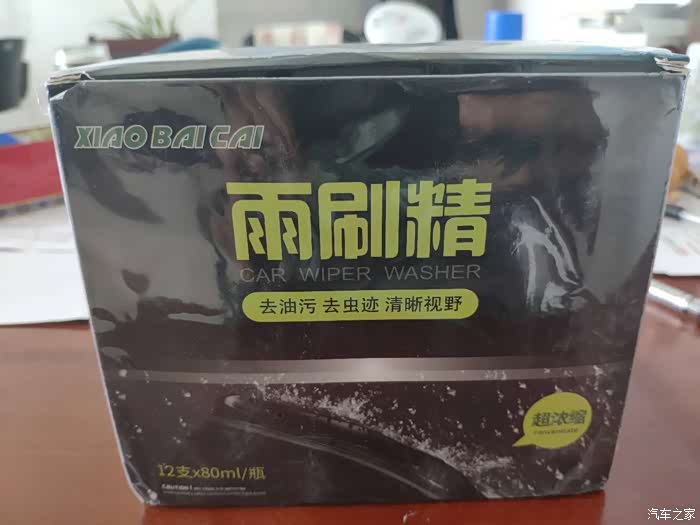 XIAO BAI CAI
雨刷精
CAR WIPER WASHER
去油污 去虫迹 清晰视野
超浓缩
12支x80ml/瓶
CAUTION!
汽车之家